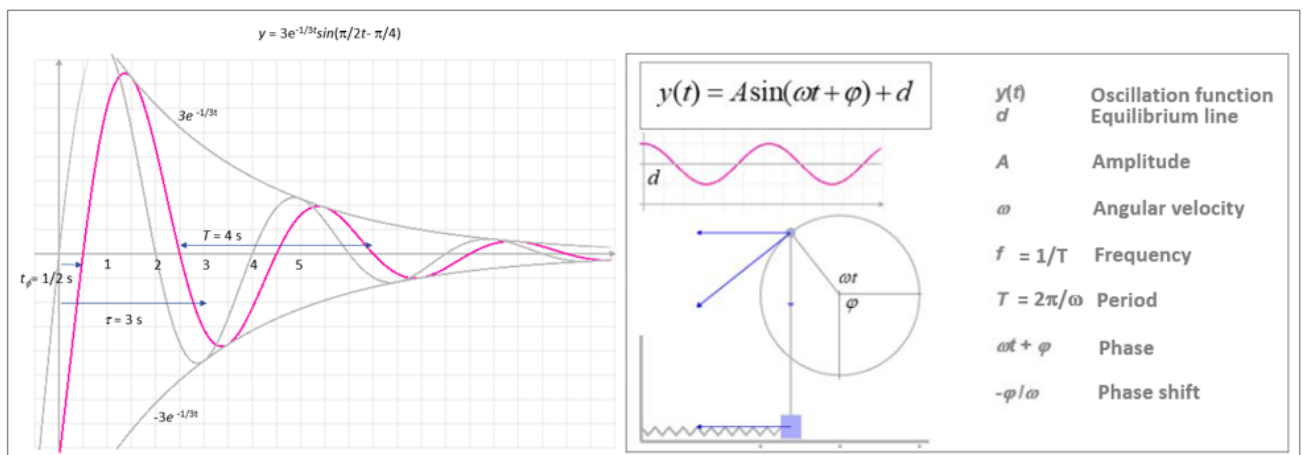 y = 3e^-1/3t sin(π/2t- π/4)
3e^-1/3t
T = 4 s
1 2 3 4 5
t_ϕ= 1/2 s
τ = 3 s
-3e^-1/3t
y(t) = A sin(ωt + φ) + d
d
ωt
φ
y(t) Oscillation function
d Equilibrium line
A Amplitude
ω Angular velocity
f = 1/T Frequency
T = 2π/ω Period
ωt + φ Phase
-φ/ω Phase shift